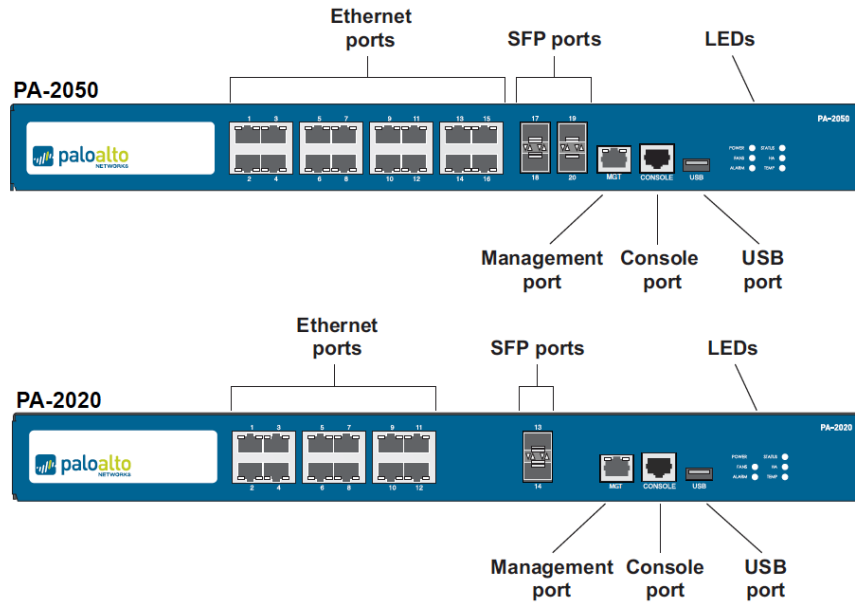 Ethernet
ports
SFP ports
LEDs
PA-2050
1 3 5 7 9 11 13 15 17 19
PA-2050
paloalto
NETWORKS
POWER STATUS
FANS HA
ALARM TEMP
2 4 6 8 10 12 14 16 18 20 MGT CONSOLE USB
Management
port
Console
port
USB
port
Ethernet
ports
SFP ports
LEDs
PA-2020
1 3 5 7 9 11 13
PA-2020
paloalto
NETWORKS
POWER STATUS
FANS HA
ALARM TEMP
2 4 6 8 10 12 14 MGT CONSOLE USB
Management
port
Console
port
USB
port